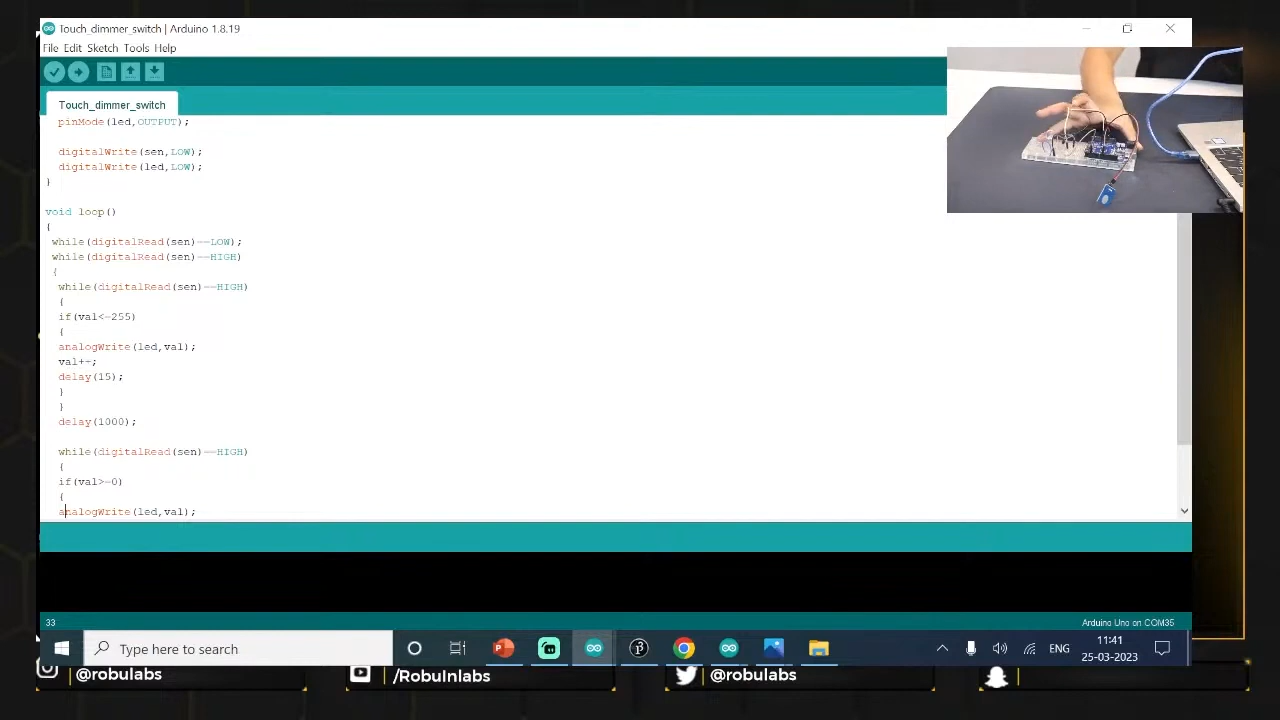 Touch_dimmer_switch | Arduino 1.8.19
File Edit Sketch Tools Help
Touch_dimmer_switch
pinMode(led,OUTPUT);
digitalWrite(sen,LOW);
digitalWrite(led,LOW);
}
void loop()
{
while(digitalRead(sen)==LOW);
while(digitalRead(sen)==HIGH)
{
while(digitalRead(sen)==HIGH)
{
if(val<=255)
{
analogWrite(led,val);
val++;
delay(15);
}
}
delay(1000);
while(digitalRead(sen)==HIGH)
{
if(val>=0)
{
analogWrite(led,val);
33
Arduino Uno on COM35
Type here to search
ENG
11:41
25-03-2023
@robulabs
/RobuInlabs
@robulabs